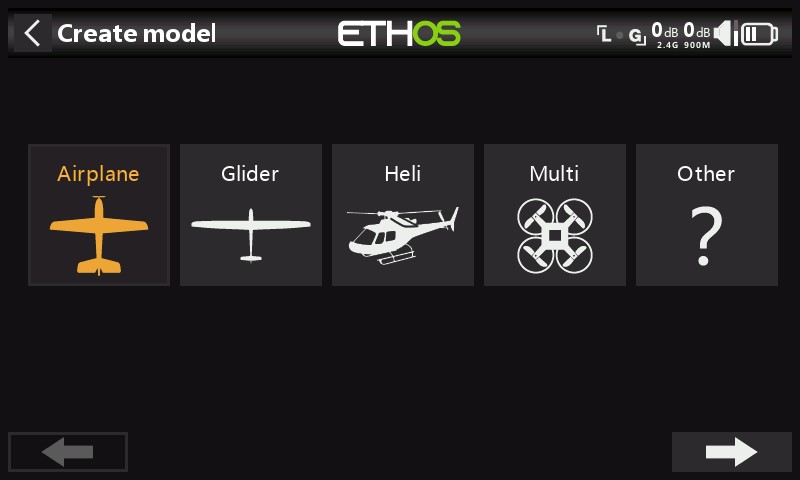 Create model
ETHOS
L G 0dB 0dB
2.4G 900M
Airplane
Glider
Heli
Multi
Other
?